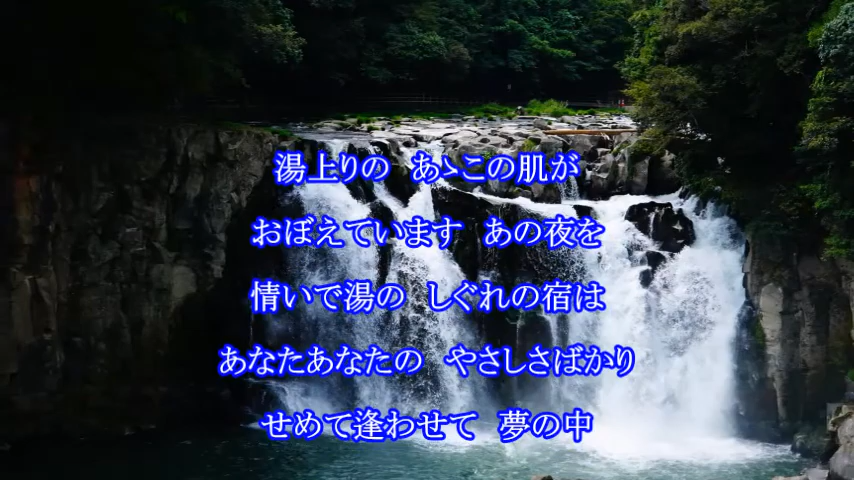 湯上りの　あゝこの肌が
おぼえています　あの夜を
情いで湯の　しぐれの宿は
あなたあなたの　やさしさばかり
せめて逢わせて　夢の中